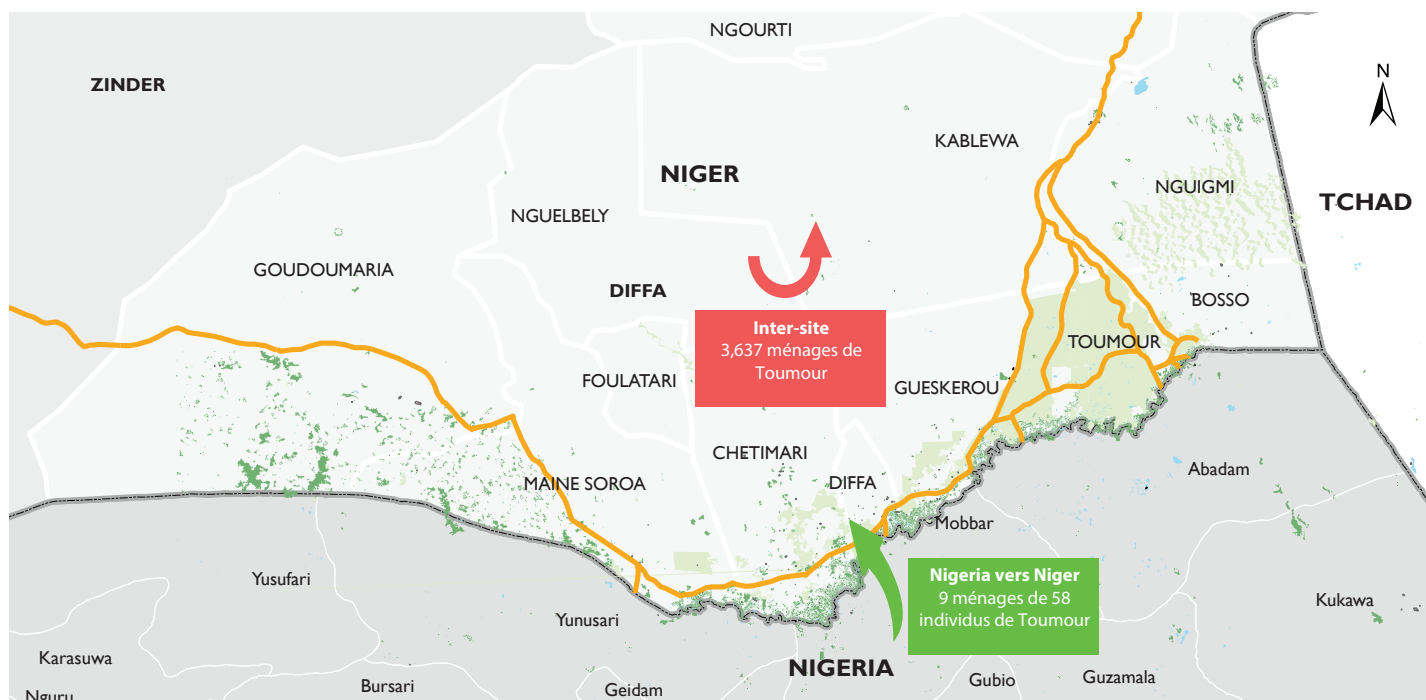 NGOURTI
ZINDER
N
KABLEWA
NIGER
NGUIGMI
TCHAD
NGUELBELY
GOUDOUMARIA
DIFFA
BOSSO
Inter-site
3,637 ménages de
Toumour
TOUMOUR
FOULATARI
GUESKEROU
CHETIMARI
MAINE SOROA
DIFFA
Abadam
Mobbar
Nigeria vers Niger
9 ménages de 58
individus de Toumour
Yusufari
Kukawa
Yunusari
Karasuwa
NIGERIA
Bursari
Geidam
Gubio
Guzamala
Nguru